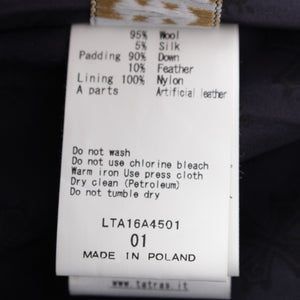 95% Wool
5% Silk
Padding 90% Down
10% Feather
Lining 100% Nylon
A parts Artificial leather
Do not wash
Do not use chlorine bleach
Warm iron Use press cloth
Dry clean (Petroleum)
Do not tumble dry
LTA16A4501
01
MADE IN POLAND
www.tatras.it